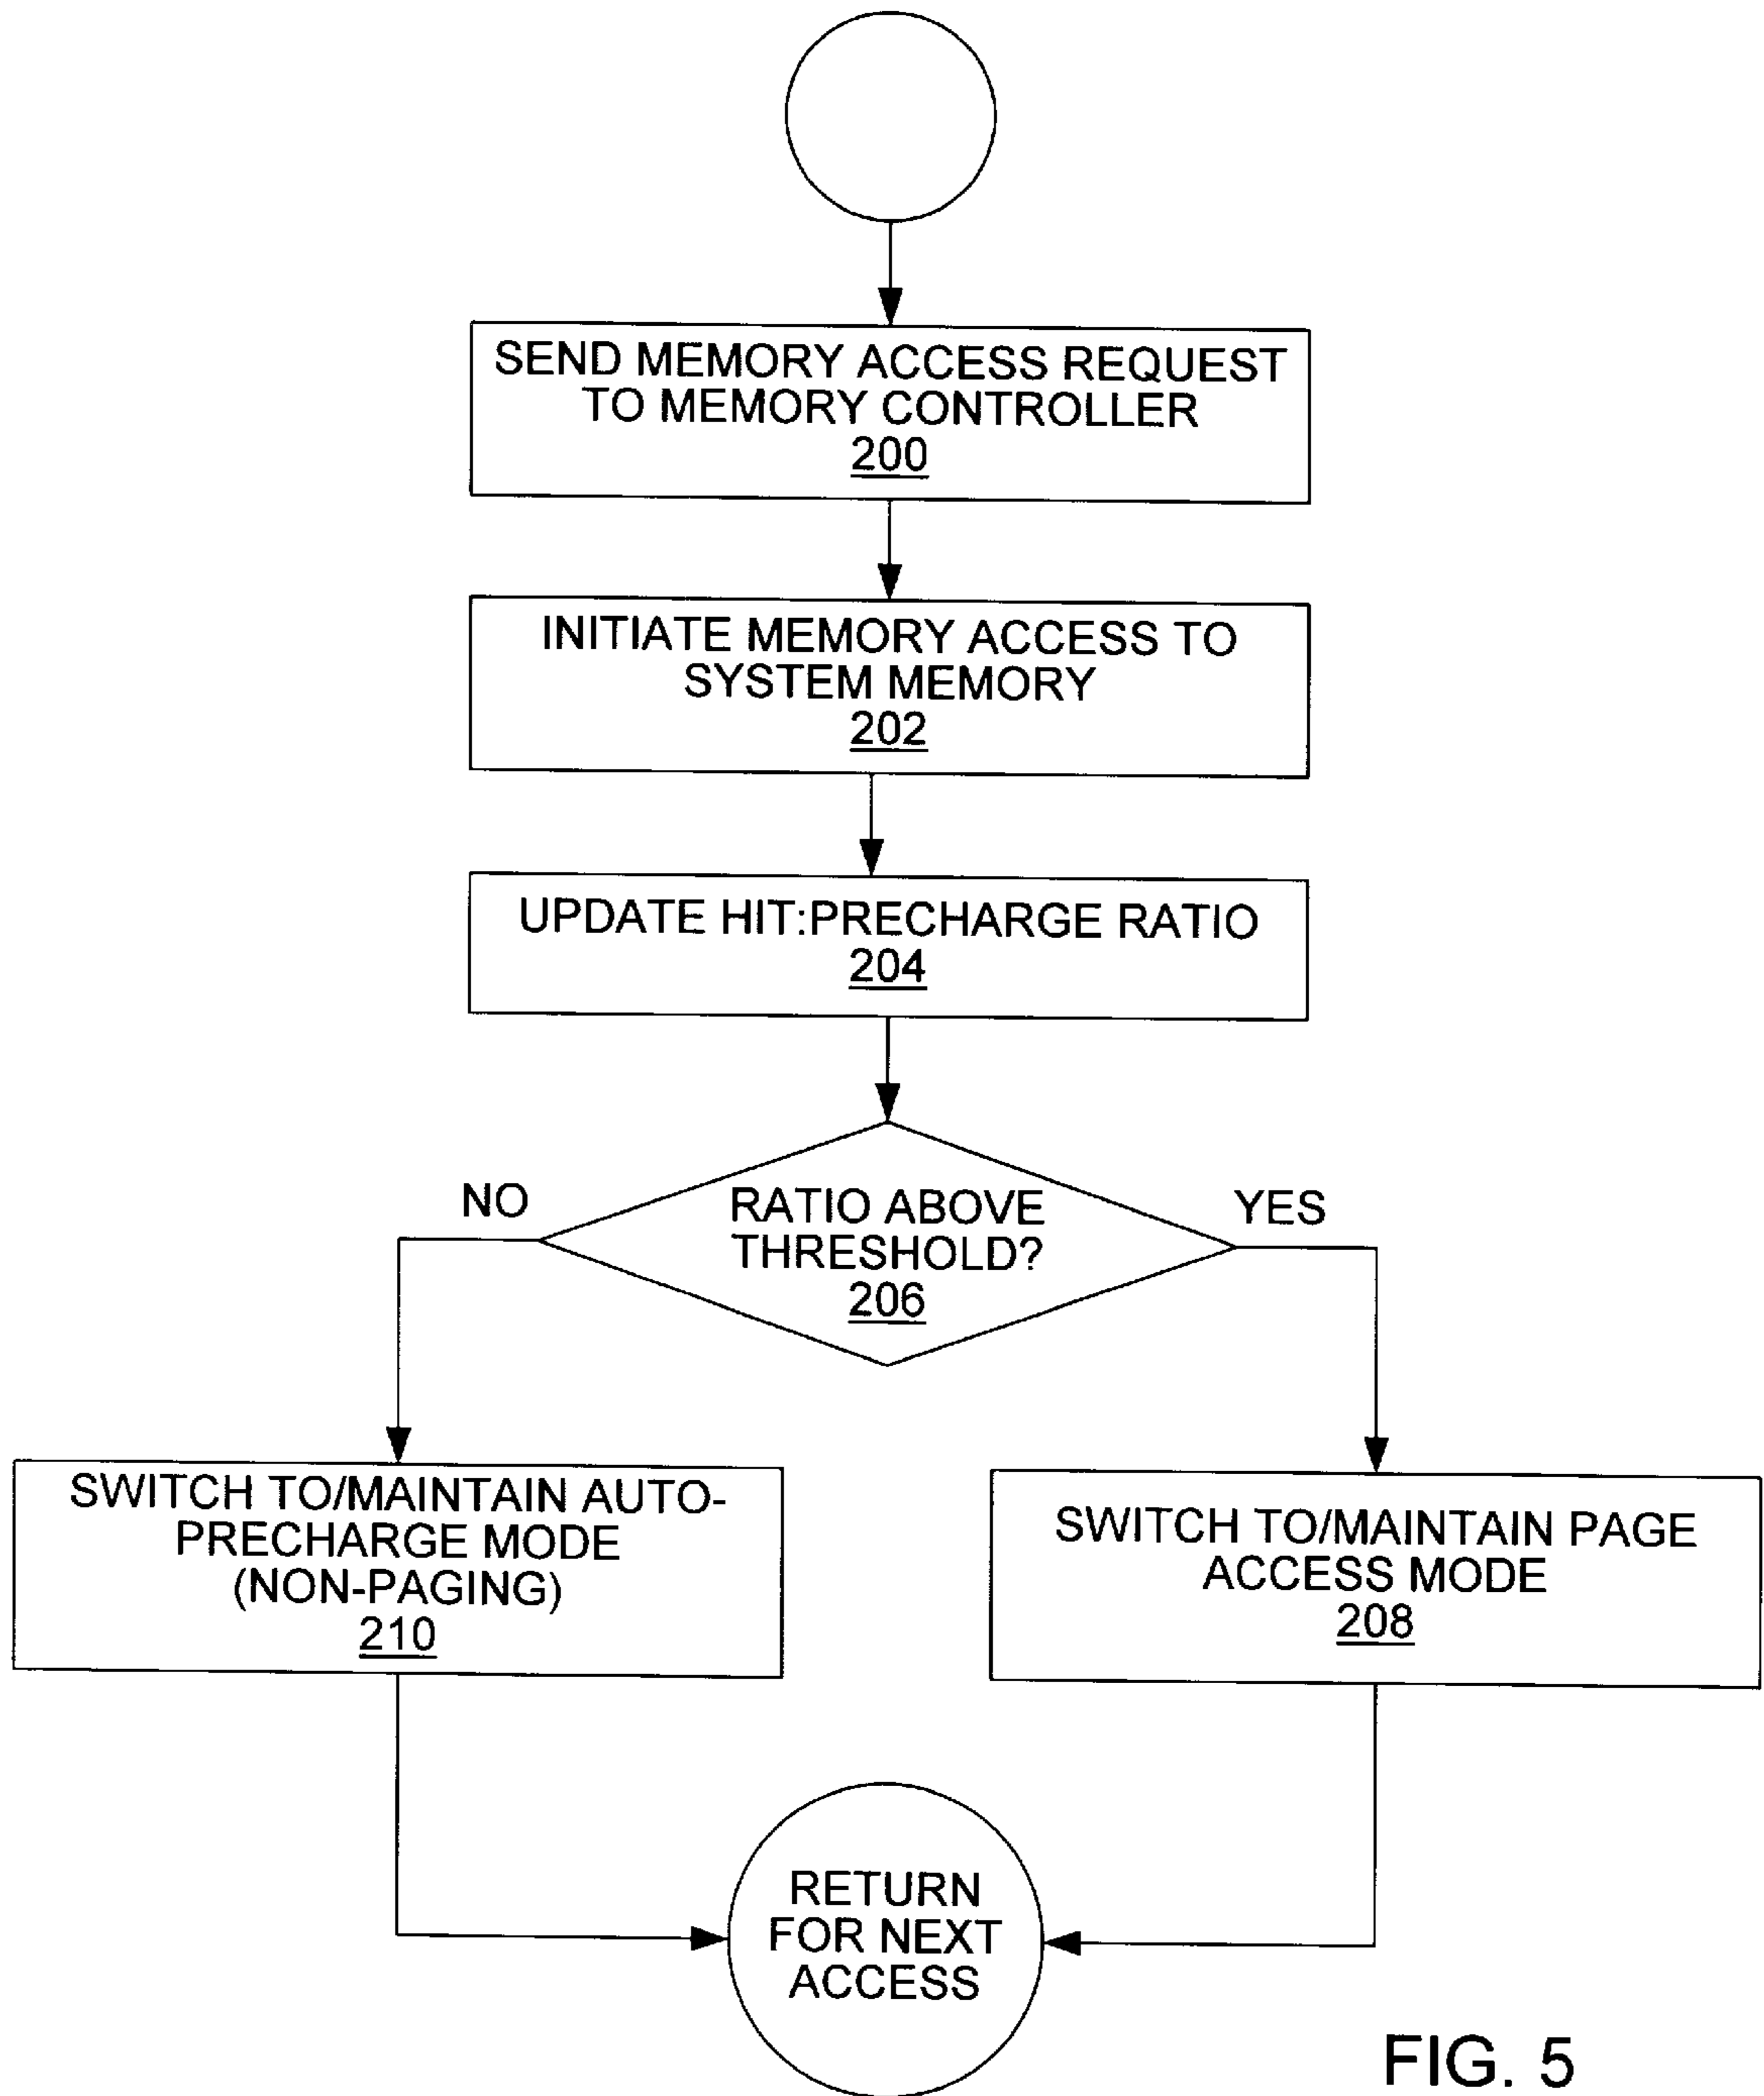 SEND MEMORY ACCESS REQUEST
TO MEMORY CONTROLLER
200
INITIATE MEMORY ACCESS TO
SYSTEM MEMORY
202
UPDATE HIT:PRECHARGE RATIO
204
RATIO ABOVE
THRESHOLD?
206
NO
YES
SWITCH TO/MAINTAIN AUTO-
PRECHARGE MODE
(NON-PAGING)
210
SWITCH TO/MAINTAIN PAGE
ACCESS MODE
208
RETURN
FOR NEXT
ACCESS
FIG. 5